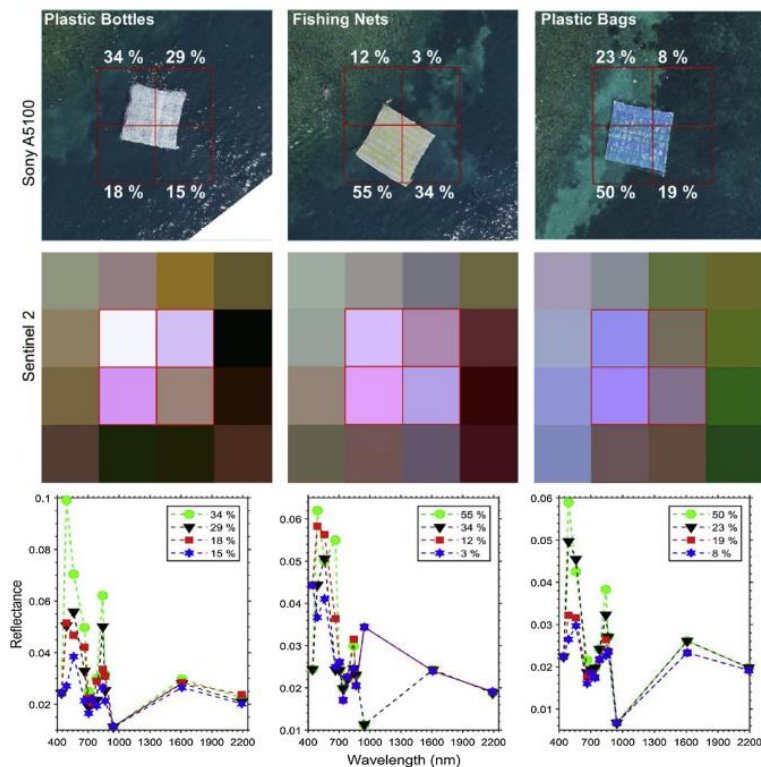 Plastic Bottles
Fishing Nets
Plastic Bags
34 % 29 %
12 % 3 %
23 % 8 %
Sony A5100
18 % 15 %
55 % 34 %
50 % 19 %
Sentinel 2
0.1
0.08
0.06
0.04
0.02
Reflectance
34 %
29 %
18 %
15 %
400 700 1000 1300 1600 1900 2200
0.06
0.05
0.04
0.03
0.02
0.01
55 %
34 %
12 %
3 %
400 700 1000 1300 1600 1900 2200
Wavelength (nm)
0.06
0.05
0.04
0.03
0.02
0.01
50 %
23 %
19 %
8 %
400 700 1000 1300 1600 1900 2200